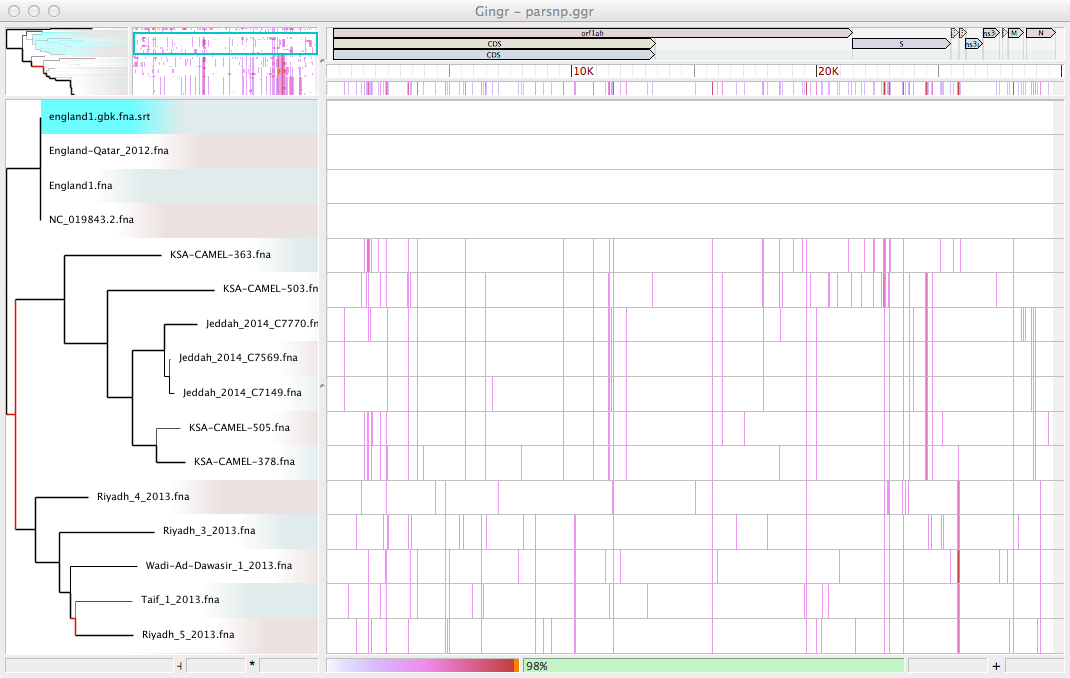 Gingr – parsnp.ggr
orf1ab
CDS
S
ns3
M
N
CDS
ns3
10K
20K
england1.gbk.fna.srt
England-Qatar_2012.fna
England1.fna
NC_019843.2.fna
KSA-CAMEL-363.fna
KSA-CAMEL-503.fn
Jeddah_2014_C7770.fn
Jeddah_2014_C7569.fna
Jeddah_2014_C7149.fna
KSA-CAMEL-505.fna
KSA-CAMEL-378.fna
Riyadh_4_2013.fna
Riyadh_3_2013.fna
Wadi-Ad-Dawasir_1_2013.fna
Taif_1_2013.fna
Riyadh_5_2013.fna
* 98% +